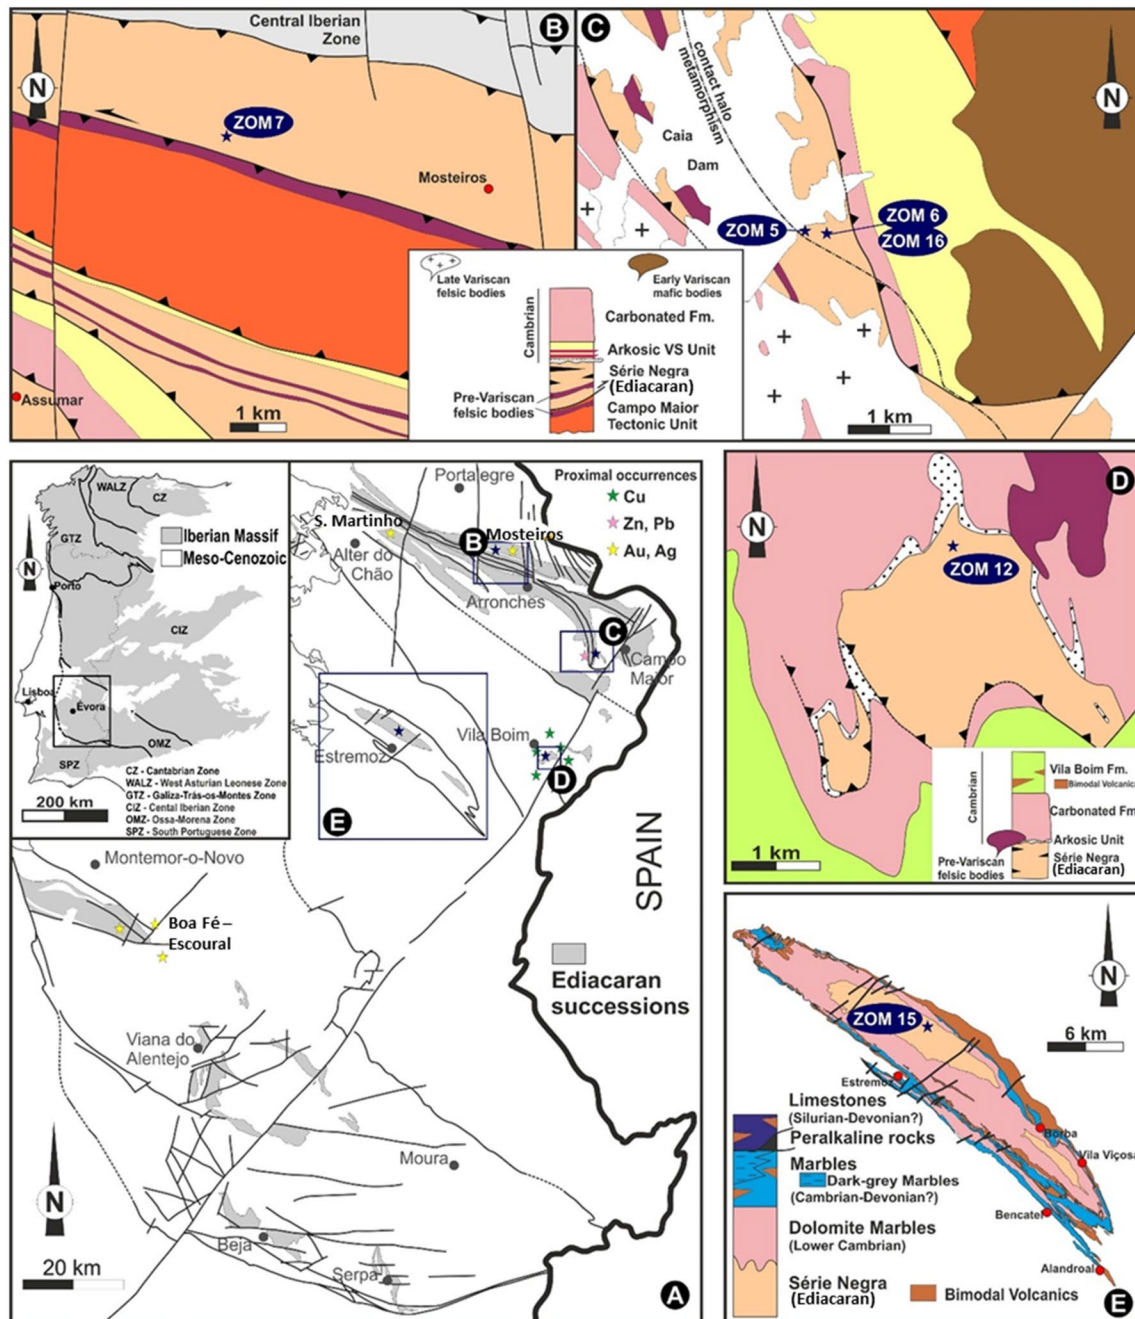 Central Iberian
Zone
B
N
ZOM 7
Mosteiros
Assumar
1 km
C
contact halo
metamorphism
N
Caia
Dam
ZOM 5
ZOM 6
ZOM 16
1 km
Late Variscan
felsic bodies
Early Variscan
mafic bodies
Cambrian
Carbonated Fm.
Arkosic VS Unit
Série Negra
(Ediacaran)
Pre-Variscan
felsic bodies
Campo Maior
Tectonic Unit
WALZ
CZ
GTZ
Iberian Massif
Meso-Cenozoic
N
Porto
CIZ
Lisboa
Évora
OMZ
SPZ
CZ - Cantabrian Zone
WALZ - West Asturian Leonese Zone
GTZ - Galiza-Trás-os-Montes Zone
CIZ - Cental Iberian Zone
OMZ- Ossa-Morena Zone
SPZ - South Portuguese Zone
200 km
Portalegre
Proximal occurrences
Cu
Zn, Pb
Au, Ag
S. Martinho
B
Mosteiros
Alter do
Chão
Arronches
C
Campo
Maior
Estremoz
Vila Boim
D
E
SPAIN
Montemor-o-Novo
Boa Fé –
Escoural
Ediacaran
successions
Viana do
Alentejo
Moura
N
Beja
Serpa
20 km
A
D
N
ZOM 12
1 km
Cambrian
Vila Boim Fm.
Bimodal Volcanics
Carbonated Fm
Arkosic Unit
Pre-Variscan
felsic bodies
Série Negra
(Ediacaran)
N
ZOM 15
6 km
Estremoz
Borba
Vila Viçosa
Bencatel
Alandroal
Limestones
(Silurian-Devonian?)
Peralkaline rocks
Marbles
Dark-grey Marbles
(Cambrian-Devonian?)
Dolomite Marbles
(Lower Cambrian)
Série Negra
(Ediacaran)
Bimodal Volcanics
E